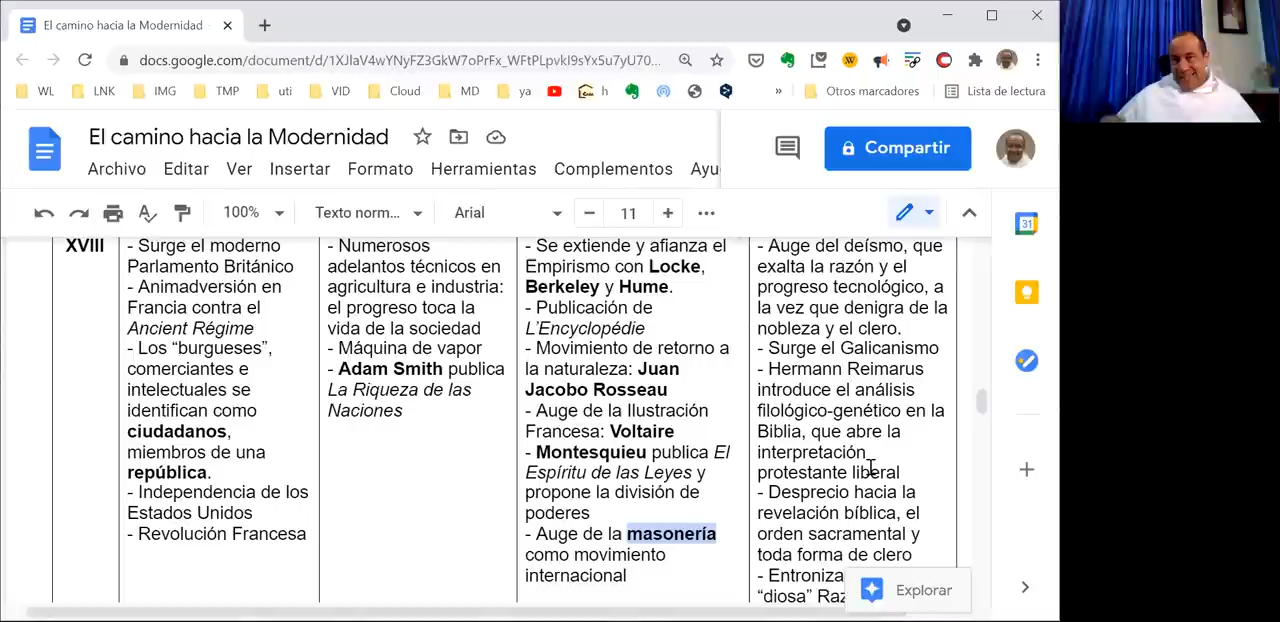 El camino hacia la Modernidad
docs.google.com/document/d/1XJlaV4wYNyFZ3GkW7oPrFx_WFtPLpvkI9sYx5u7yU70...
WL LNK IMG TMP uti VID Cloud MD ya h » Otros marcadores Lista de lectura
El camino hacia la Modernidad
Compartir
Archivo Editar Ver Insertar Formato Herramientas Complementos Ayu
100% Texto norm... Arial 11
31
XVIII
- Surge el moderno
Parlamento Británico
- Animadversión en
Francia contra el
Ancient Régime
- Los “burgueses”,
comerciantes e
intelectuales se
identifican como
ciudadanos,
miembros de una
república.
- Independencia de los
Estados Unidos
- Revolución Francesa
- Numerosos
adelantos técnicos en
agricultura e industria:
el progreso toca la
vida de la sociedad
- Máquina de vapor
- Adam Smith publica
La Riqueza de las
Naciones
- Se extiende y afianza el
Empirismo con Locke,
Berkeley y Hume.
- Publicación de
L’Encyclopédie
- Movimiento de retorno a
la naturaleza: Juan
Jacobo Rosseau
- Auge de la Ilustración
Francesa: Voltaire
- Montesquieu publica El
Espíritu de las Leyes y
propone la división de
poderes
- Auge de la masonería
como movimiento
internacional
- Auge del deísmo, que
exalta la razón y el
progreso tecnológico, a
la vez que denigra de la
nobleza y el clero.
- Surge el Galicanismo
- Hermann Reimarus
introduce el análisis
filológico-genético en la
Biblia, que abre la
interpretación
protestante liberal
- Desprecio hacia la
revelación bíblica, el
orden sacramental y
toda forma de clero
- Entroniza
“diosa” Raz
Explorar